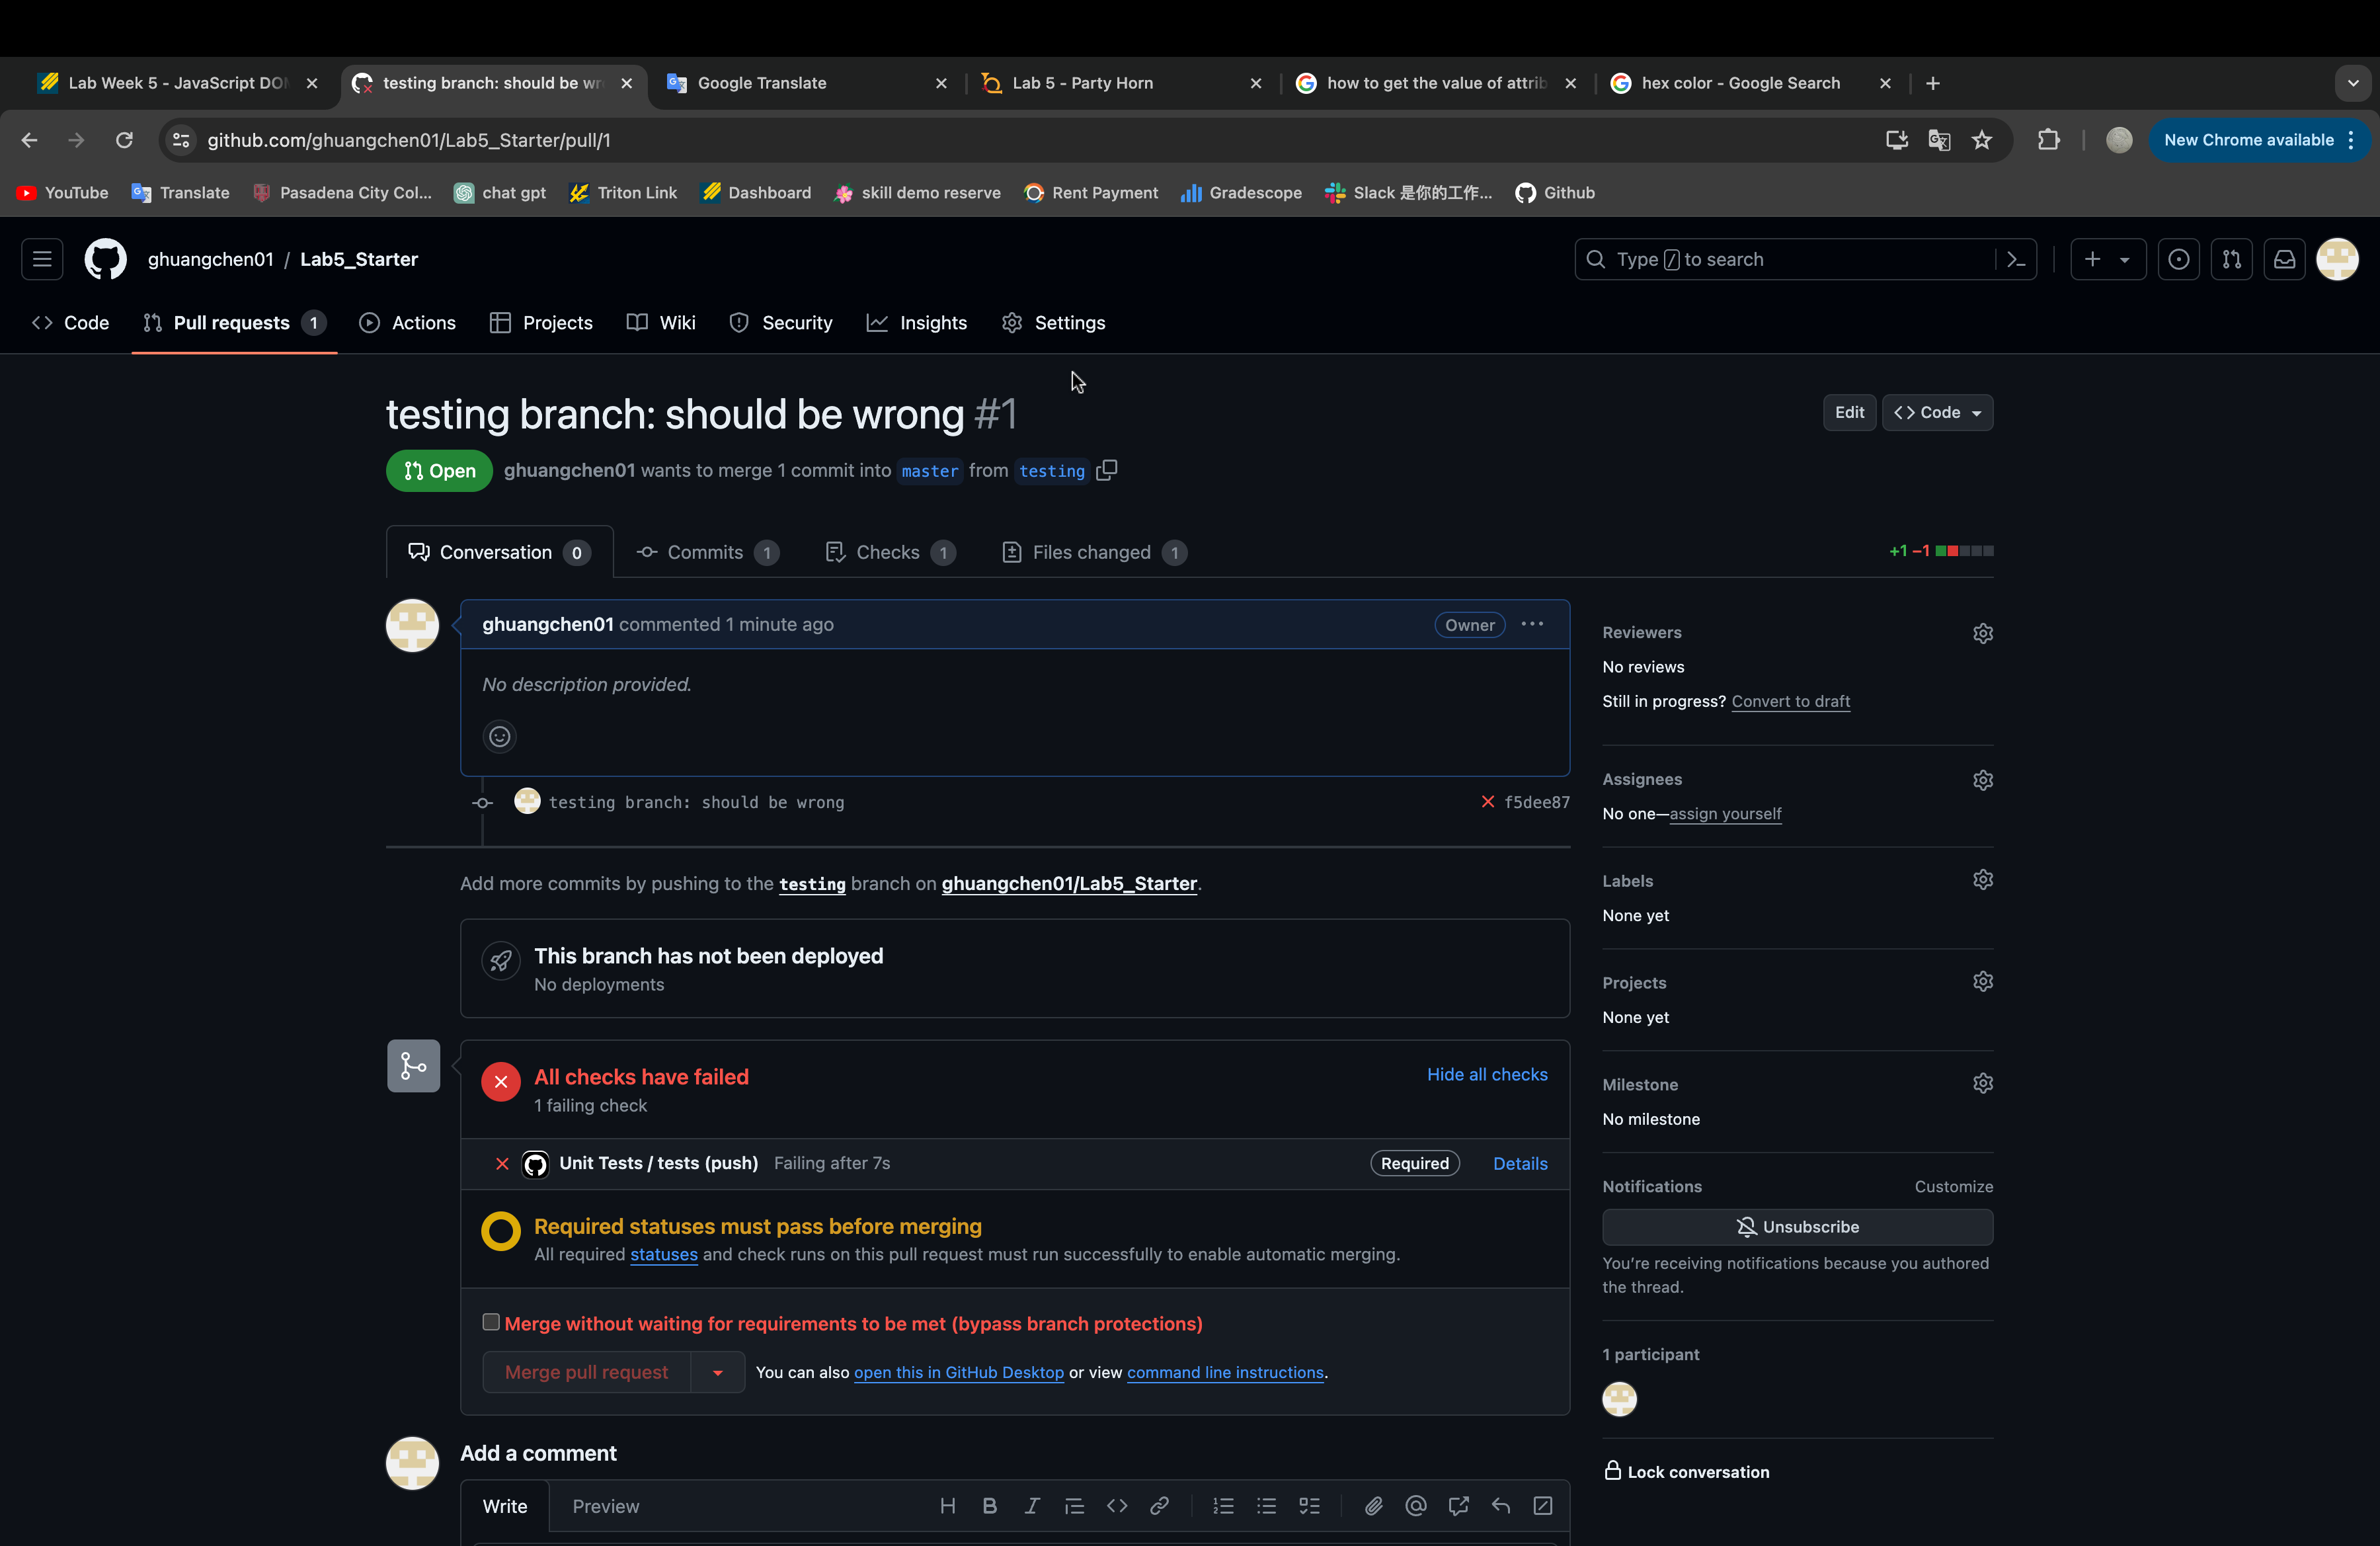 Lab Week 5 - JavaScript DOM
testing branch: should be wro
Google Translate
Lab 5 - Party Horn
how to get the value of attrib
hex color - Google Search
github.com/ghuangchen01/Lab5_Starter/pull/1
New Chrome available
YouTube
Translate
Pasadena City Col...
chat gpt
Triton Link
Dashboard
skill demo reserve
Rent Payment
Gradescope
Slack 是你的工作...
Github
ghuangchen01 / Lab5_Starter
Type / to search
Code
Pull requests 1
Actions
Projects
Wiki
Security
Insights
Settings
testing branch: should be wrong #1
Edit
Code
Open
ghuangchen01 wants to merge 1 commit into master from testing
Conversation 0
Commits 1
Checks 1
Files changed 1
+1 −1
ghuangchen01 commented 1 minute ago
Owner
No description provided.
testing branch: should be wrong
f5dee87
Add more commits by pushing to the testing branch on ghuangchen01/Lab5_Starter.
This branch has not been deployed
No deployments
All checks have failed
Hide all checks
1 failing check
Unit Tests / tests (push) Failing after 7s
Required
Details
Required statuses must pass before merging
All required statuses and check runs on this pull request must run successfully to enable automatic merging.
Merge without waiting for requirements to be met (bypass branch protections)
Merge pull request
You can also open this in GitHub Desktop or view command line instructions.
Add a comment
Write
Preview
Reviewers
No reviews
Still in progress? Convert to draft
Assignees
No one—assign yourself
Labels
None yet
Projects
None yet
Milestone
No milestone
Notifications
Customize
Unsubscribe
You're receiving notifications because you authored
the thread.
1 participant
Lock conversation